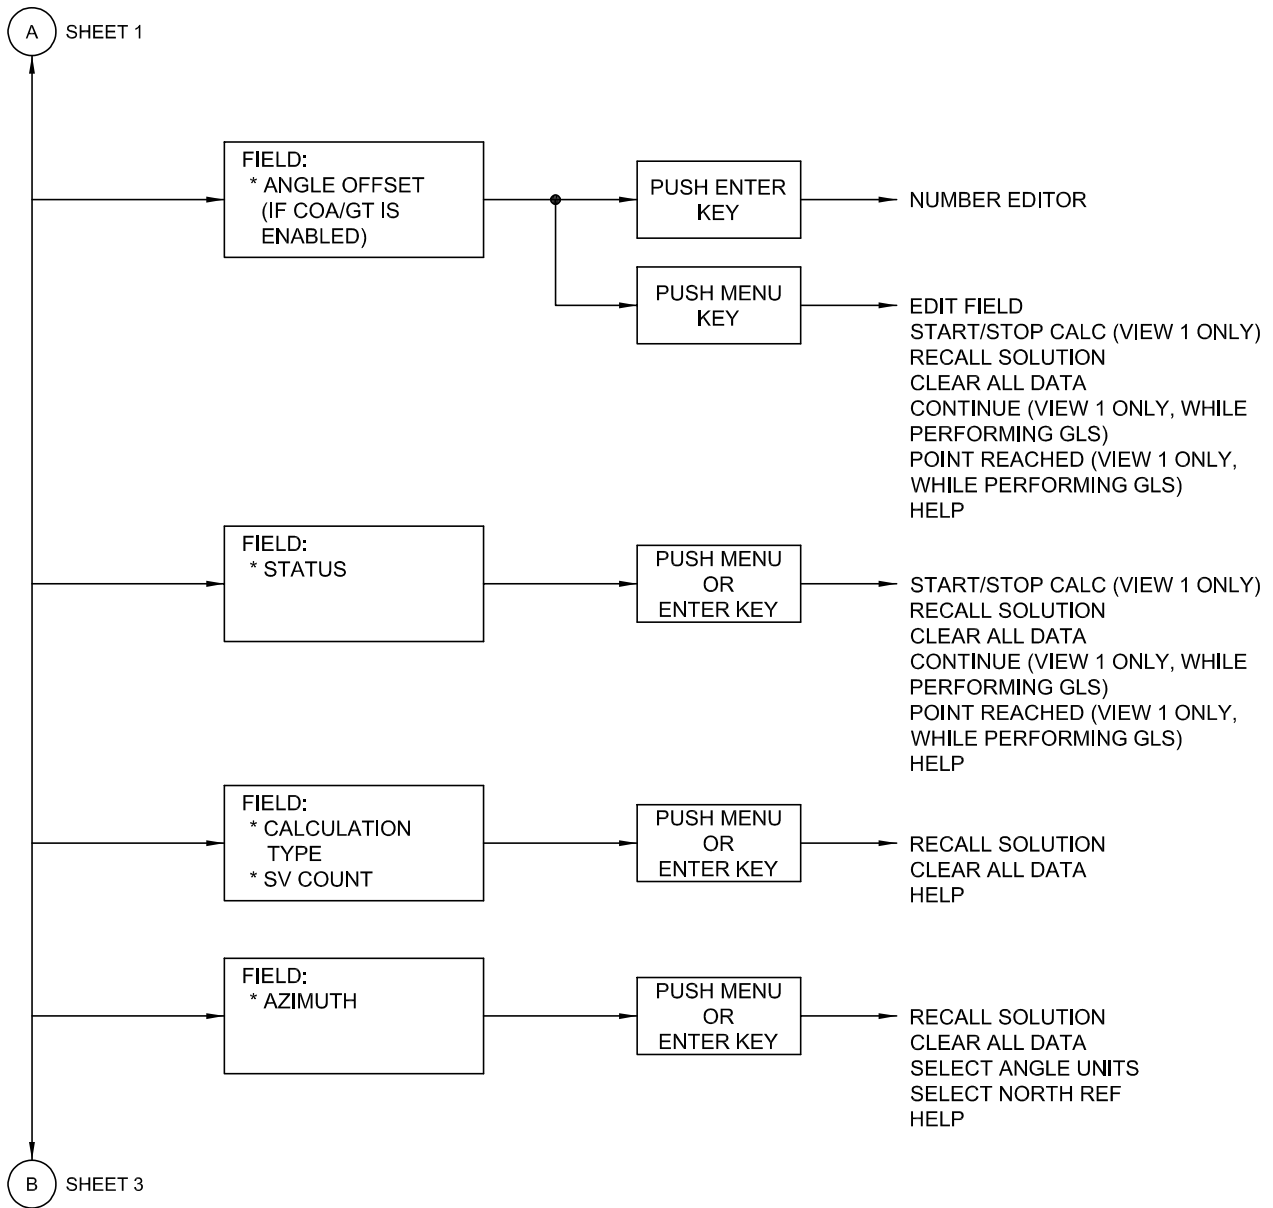 A SHEET 1
FIELD:
* ANGLE OFFSET
(IF COA/GT IS
ENABLED)
PUSH ENTER
KEY
NUMBER EDITOR
PUSH MENU
KEY
EDIT FIELD
START/STOP CALC (VIEW 1 ONLY)
RECALL SOLUTION
CLEAR ALL DATA
CONTINUE (VIEW 1 ONLY, WHILE
PERFORMING GLS)
POINT REACHED (VIEW 1 ONLY,
WHILE PERFORMING GLS)
HELP
FIELD:
* STATUS
PUSH MENU
OR
ENTER KEY
START/STOP CALC (VIEW 1 ONLY)
RECALL SOLUTION
CLEAR ALL DATA
CONTINUE (VIEW 1 ONLY, WHILE
PERFORMING GLS)
POINT REACHED (VIEW 1 ONLY,
WHILE PERFORMING GLS)
HELP
FIELD:
* CALCULATION
TYPE
* SV COUNT
PUSH MENU
OR
ENTER KEY
RECALL SOLUTION
CLEAR ALL DATA
HELP
FIELD:
* AZIMUTH
PUSH MENU
OR
ENTER KEY
RECALL SOLUTION
CLEAR ALL DATA
SELECT ANGLE UNITS
SELECT NORTH REF
HELP
B SHEET 3